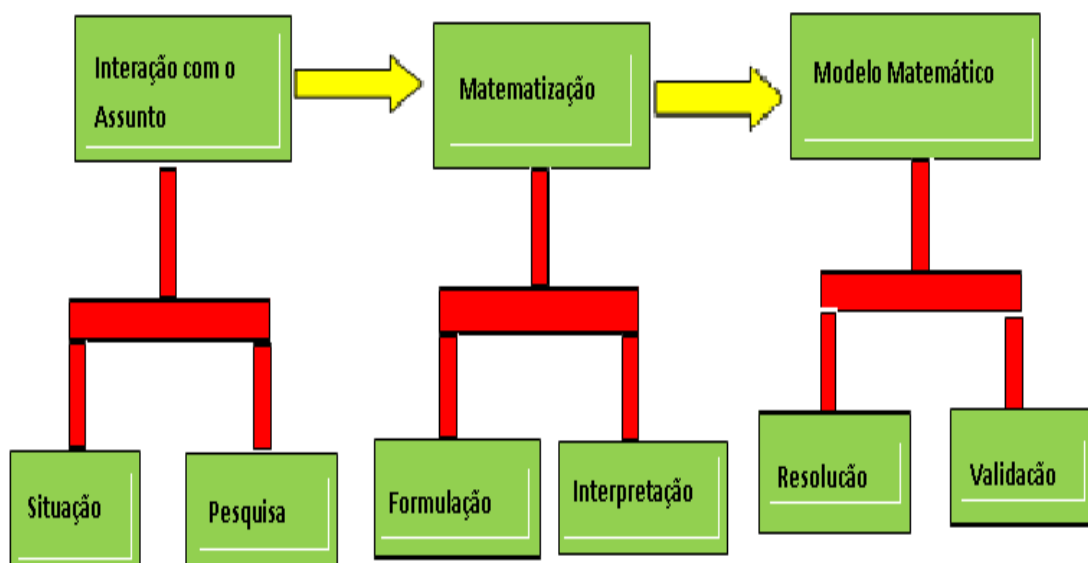 Interação com o
Assunto
Matematização
Modelo Matemático
Situação
Pesquisa
Formulação
Interpretação
Resolucão
Validacão